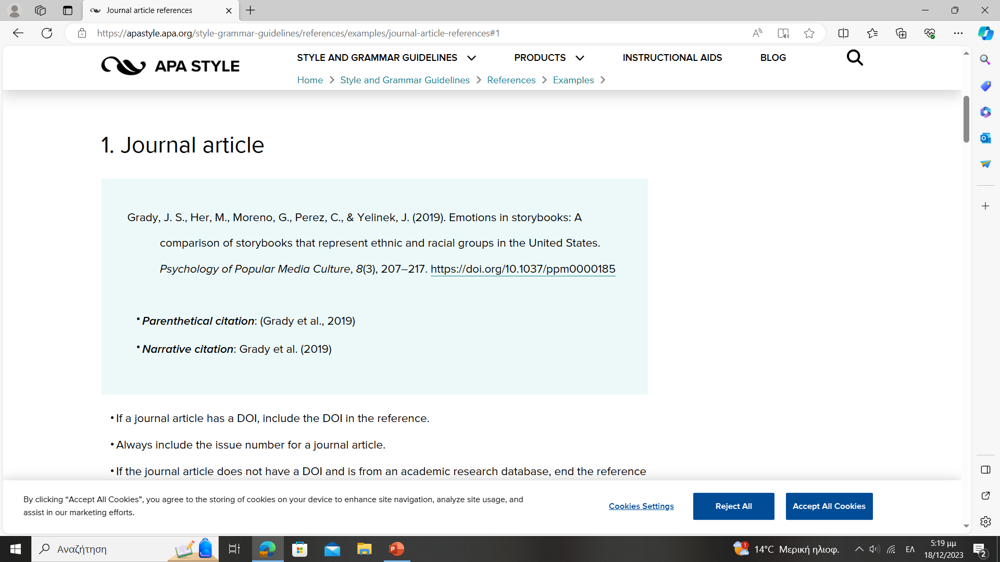 Journal article references
https://apastyle.apa.org/style-grammar-guidelines/references/examples/journal-article-references#1
APA STYLE
STYLE AND GRAMMAR GUIDELINES
PRODUCTS
INSTRUCTIONAL AIDS
BLOG
Home > Style and Grammar Guidelines > References > Examples >
1. Journal article
Grady, J. S., Her, M., Moreno, G., Perez, C., & Yelinek, J. (2019). Emotions in storybooks: A
comparison of storybooks that represent ethnic and racial groups in the United States.
Psychology of Popular Media Culture, 8(3), 207–217. https://doi.org/10.1037/ppm0000185
• Parenthetical citation: (Grady et al., 2019)
• Narrative citation: Grady et al. (2019)
• If a journal article has a DOI, include the DOI in the reference.
• Always include the issue number for a journal article.
• If the journal article does not have a DOI and is from an academic research database, end the reference
By clicking “Accept All Cookies”, you agree to the storing of cookies on your device to enhance site navigation, analyze site usage, and
assist in our marketing efforts.
Cookies Settings
Reject All
Accept All Cookies
Αναζήτηση
1
14°C Μερική ηλιοφ.
ΕΛ
5:19 μμ
18/12/2023
2